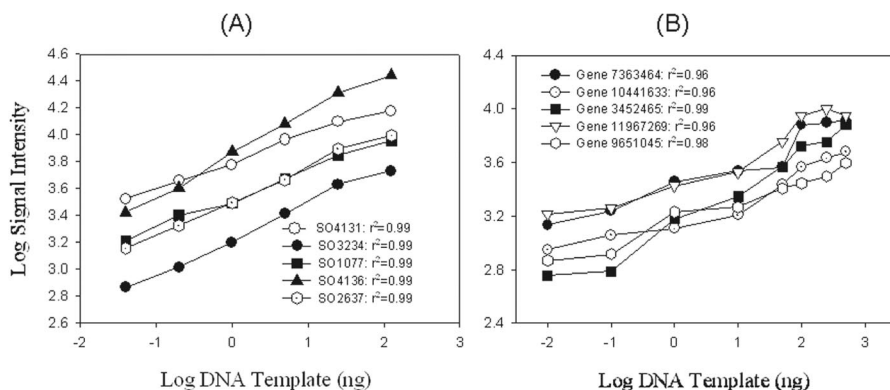 (A)
Log Signal Intensity
4.6
4.4
4.2
4.0
3.8
3.6
3.4
3.2
3.0
2.8
2.6
SO4131: r²=0.99
SO3234: r²=0.99
SO1077: r²=0.99
SO4136: r²=0.99
SO2637: r²=0.99
-2
-1
0
1
2
3
Log DNA Template (ng)
(B)
4.4
4.0
3.6
3.2
2.8
2.4
Gene 7363464: r²=0.96
Gene 10441633: r²=0.96
Gene 3452465: r²=0.99
Gene 11967269: r²=0.96
Gene 9651045: r²=0.98
-2
-1
0
1
2
3
Log DNA Template (ng)